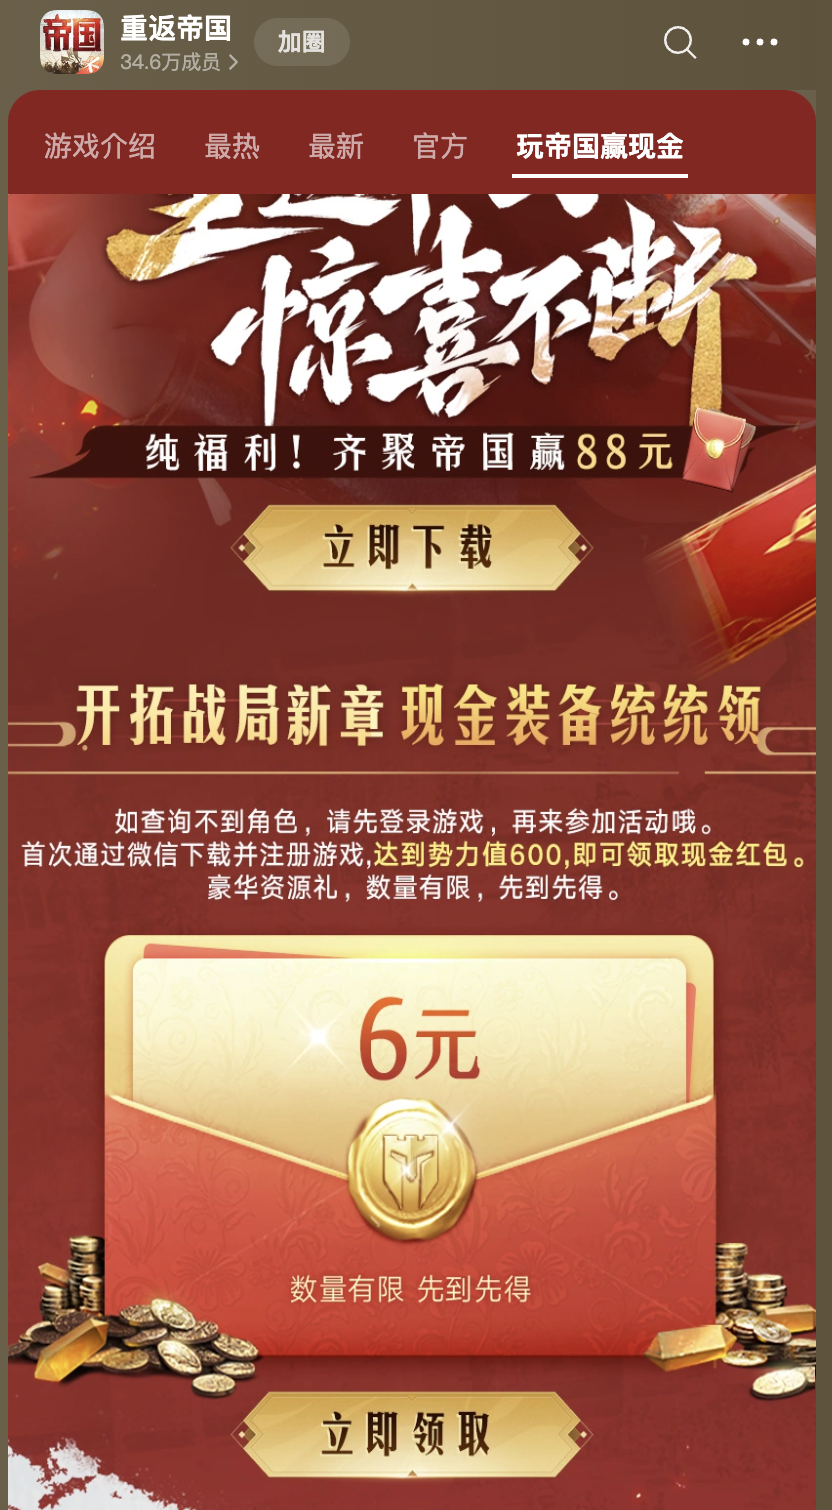 重返帝国
34.6万成员
加圈
游戏介绍
最热
最新
官方
玩帝国赢现金
惊喜不断
纯福利！齐聚帝国赢88元
立即下载
开拓战局新章 现金装备统统领
如查询不到角色，请先登录游戏，再来参加活动哦。
首次通过微信下载并注册游戏,达到势力值600,即可领取现金红包。
豪华资源礼，数量有限，先到先得。
6元
数量有限 先到先得
立即领取